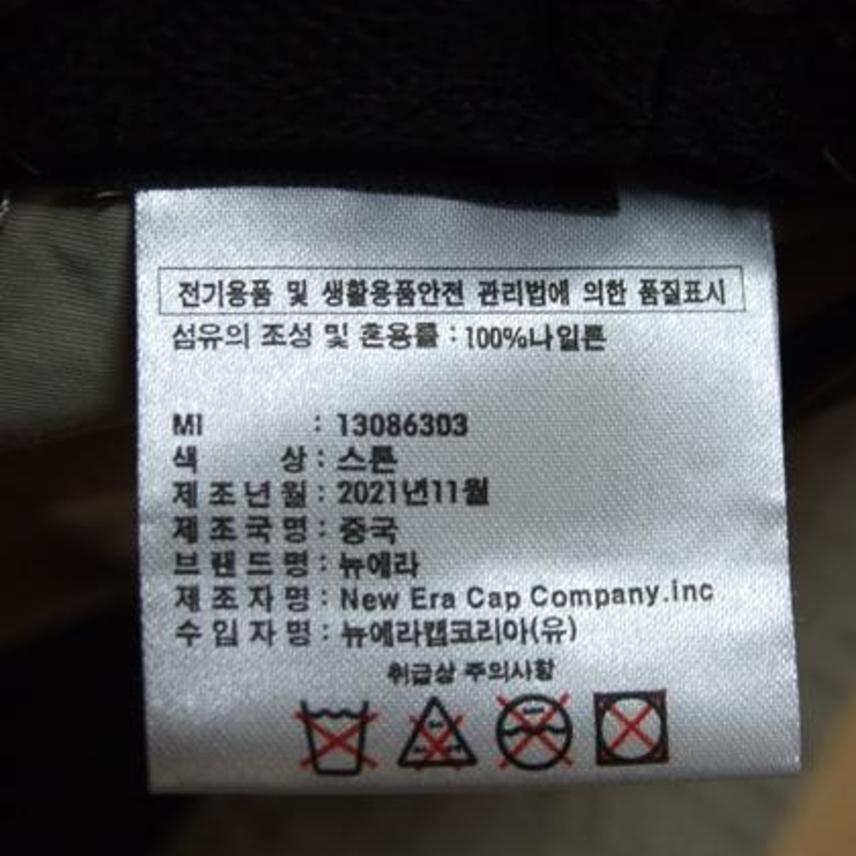 전기용품 및 생활용품안전 관리법에 의한 품질표시
섬유의 조성 및 혼용률 : 100%나일론
MI : 13086303
색 상 : 스톤
제조년월 : 2021년11월
제조국명 : 중국
브랜드명 : 뉴에라
제조자명 : New Era Cap Company.inc
수입자명 : 뉴에라캡코리아(유)
취급상 주의사항